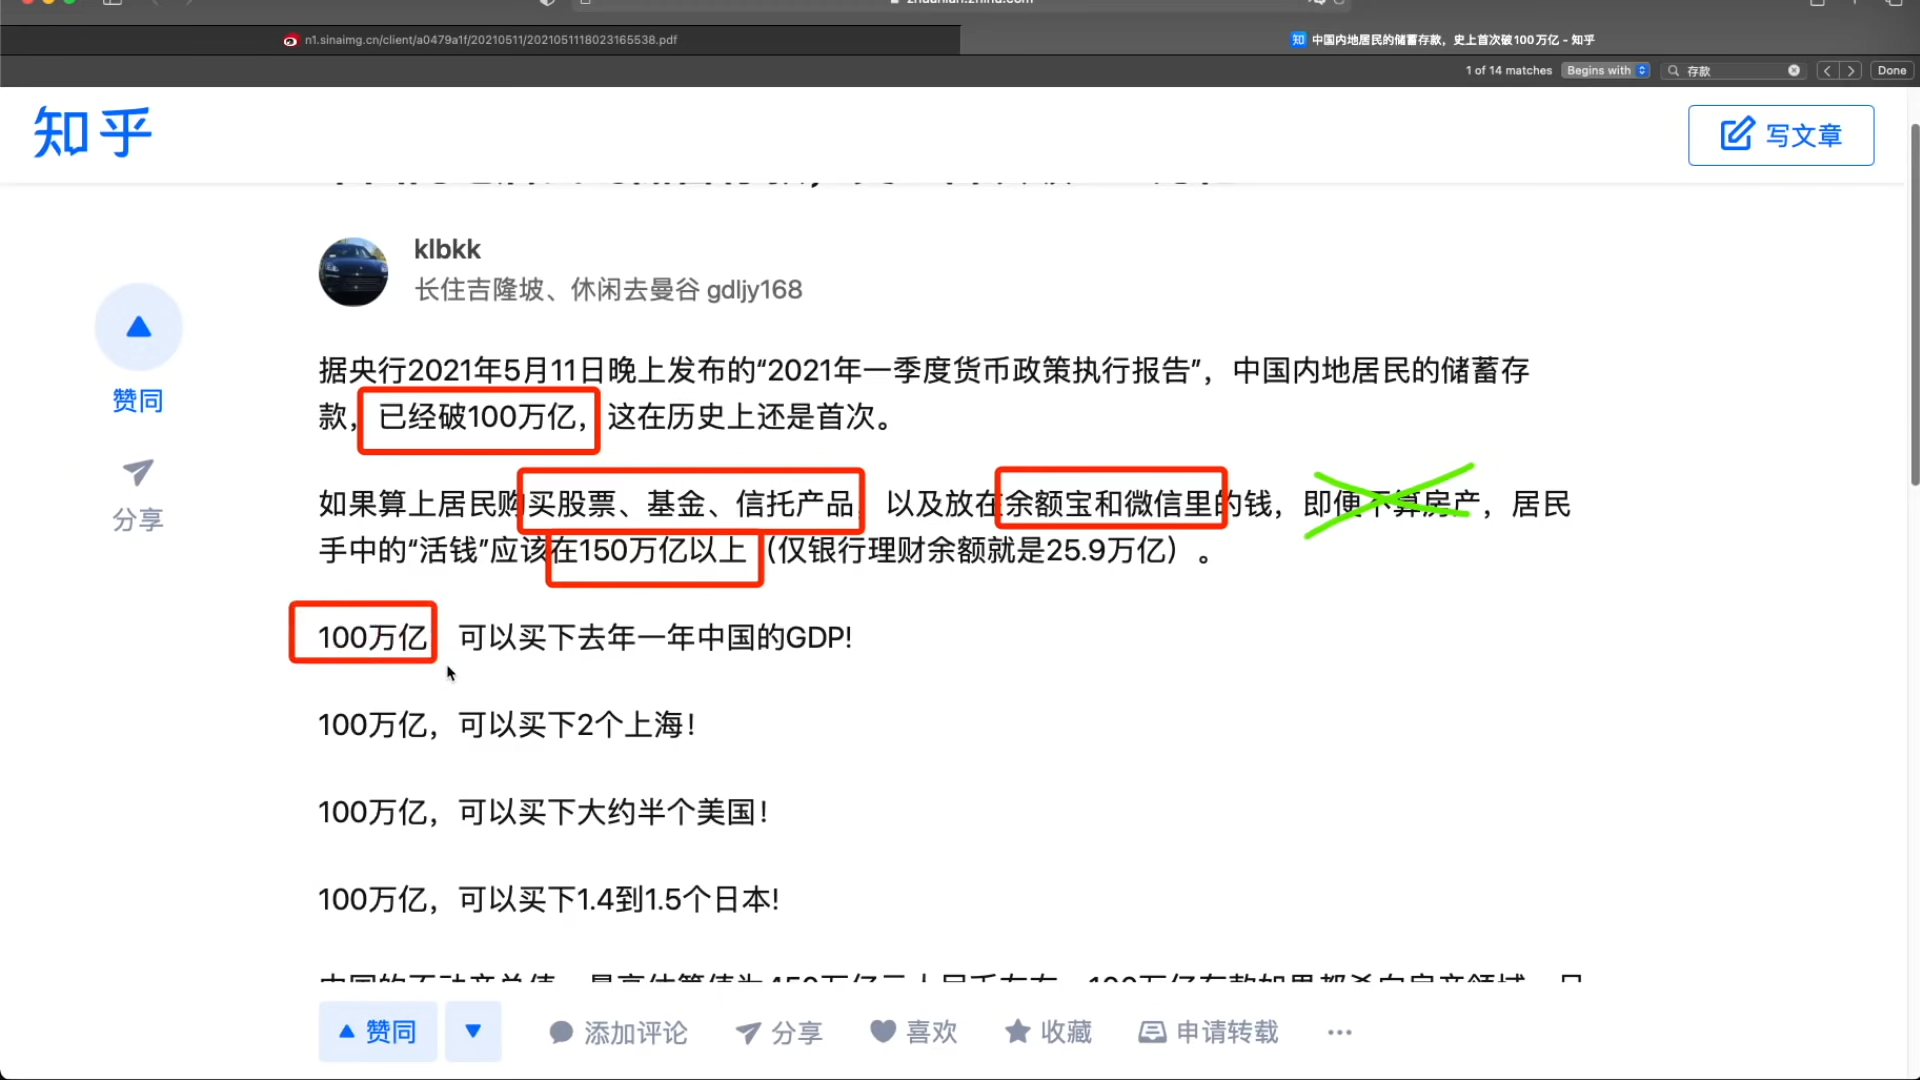 n1.sinaimg.cn/client/a0479a1f/20210511/2021051118023165538.pdf
知 中国内地居民的储蓄存款，史上首次破100万亿 - 知乎
1 of 14 matches Begins with 存款 Done
知乎
写文章
klbkk
长住吉隆坡、休闲去曼谷 gdljy168
赞同
分享
据央行2021年5月11日晚上发布的“2021年一季度货币政策执行报告”，中国内地居民的储蓄存
款，已经破100万亿，这在历史上还是首次。
如果算上居民购买股票、基金、信托产品，以及放在余额宝和微信里的钱，即便不算房产，居民
手中的“活钱”应该在150万亿以上（仅银行理财余额就是25.9万亿）。
100万亿 可以买下去年一年中国的GDP!
100万亿，可以买下2个上海！
100万亿，可以买下大约半个美国！
100万亿，可以买下1.4到1.5个日本!
赞同 添加评论 分享 喜欢 收藏 申请转载